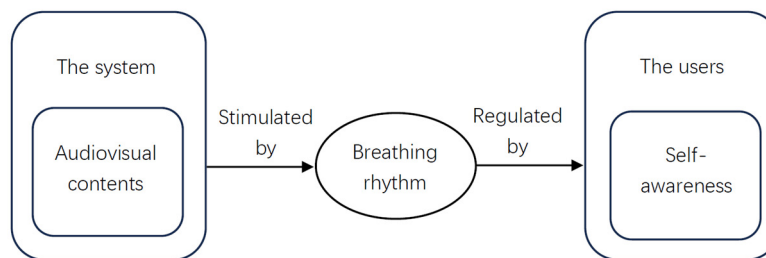 The system
Audiovisual
contents
Stimulated
by
Breathing
rhythm
Regulated
by
The users
Self-
awareness